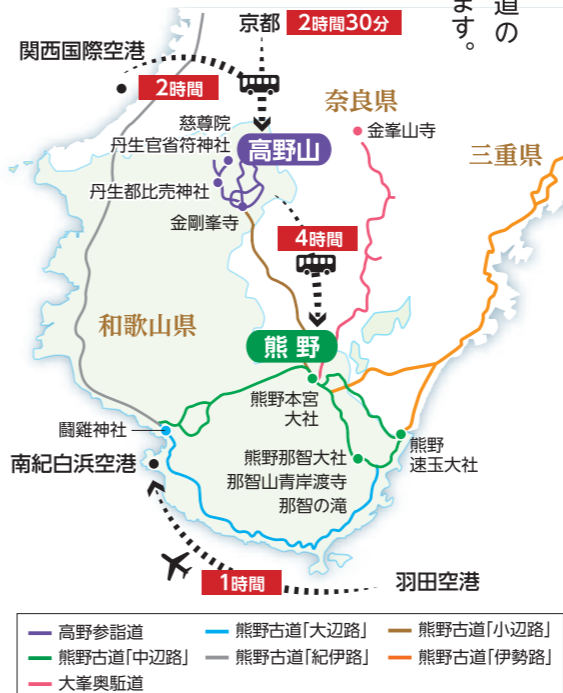 道の
ます。
京都 2時間30分
関西国際空港
2時間
奈良県
慈尊院
丹生官省符神社
高野山
金峯山寺
三重県
丹生都比売神社
金剛峯寺
4時間
和歌山県
熊野
熊野本宮
大社
闘雞神社
熊野
速玉大社
南紀白浜空港
熊野那智大社
那智山青岸渡寺
那智の滝
1時間
羽田空港
高野参詣道
熊野古道「大辺路」
熊野古道「小辺路」
熊野古道「中辺路」
熊野古道「紀伊路」
熊野古道「伊勢路」
大峯奥駈道